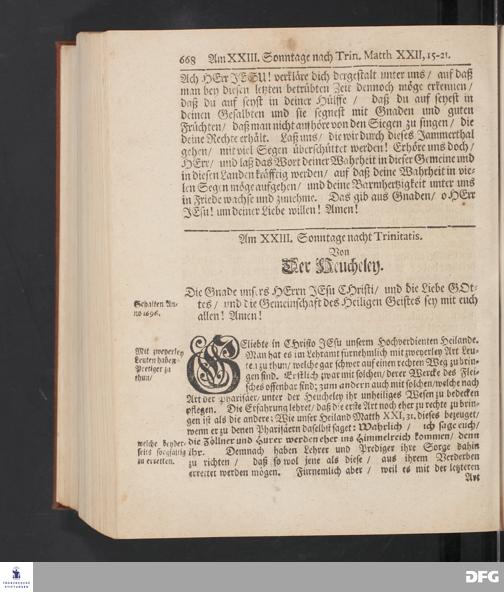 668 Am XXIII. Sonntage nach Trin. Matth XXII, 15-21.
Ach HErr JESU! verkläre dich dergestalt unter uns / auf daß
man bey diesen letzten betrübten Zeit dennoch möge erkennen /
daß du auf seyst in deiner Hülffe / daß du auf seyest in
deinen Gesalbten und sie segnest mit Gnaden und guten
Früchten / daß man nicht aufhöre von den Siegen zu singen / die
deine Rechte erhält. Laß uns / die wir durch dieses Jammerthal
gehen / mit viel Segen überschüttet werden! Erhöre uns doch /
HErr / und laß das Wort deiner Wahrheit in dieser Gemeine und
in diesen Landen kräfftig werden / auf daß deine Wahrheit in vie-
len Segen möge aufgehen / und deine Barmhertzigkeit unter uns
in Friede wachse und zunehme. Das gib aus Gnaden / o HErr
JEsu! um deiner Liebe willen! Amen!
Am XXIII. Sonntage nacht Trinitatis.
Von
Der Heucheley.
Die Gnade unsers HErrn JEsu CHristi / und die Liebe GOt-
tes / und die Gemeinschaft des Heiligen Geistes sey mit euch
allen! Amen!
Gehalten An-
no 1696.
Mit zweyerley
Leuten haben
Prediger zu
thun /
GEliebte in CHristo JEsu unserm Hochverdienten Heilande.
Man hat es im Lehramt fürnehmlich mit zweyerley Art Leu-
ten zu thun / welche gar schwer auf einen rechten Weg zu brin-
gen sind. Erstlich zwar mit solchen / derer Wercke des Flei-
sches offenbar sind; zum andern auch mit solchen / welche nach
Art der Pharisäer / unter der Heucheley ihr unheiliges Wesen zu bedecken
pflegen. Die Erfahrung lehret / daß die erste Art noch eher zu rechte zu brin-
gen ist als die andere; Wie unser Heiland Matth XXI, 31. dieses bezeuget /
wenn er zu denen Pharisäern daselbst saget: Wahrlich / ich sage euch /
die Zöllner und Hurer werden eher ins Himmelreich kommen / denn
ihr. Demnach haben Lehrer und Prediger ihre Sorge dahin
zu richten / daß so wol jene als diese / aus ihrem Verderben
errettet werden mögen. Fürnemlich aber / weil es mit der letzteren
welche beyder-
seits sorgfältig
zu erretten.
Art
DFG